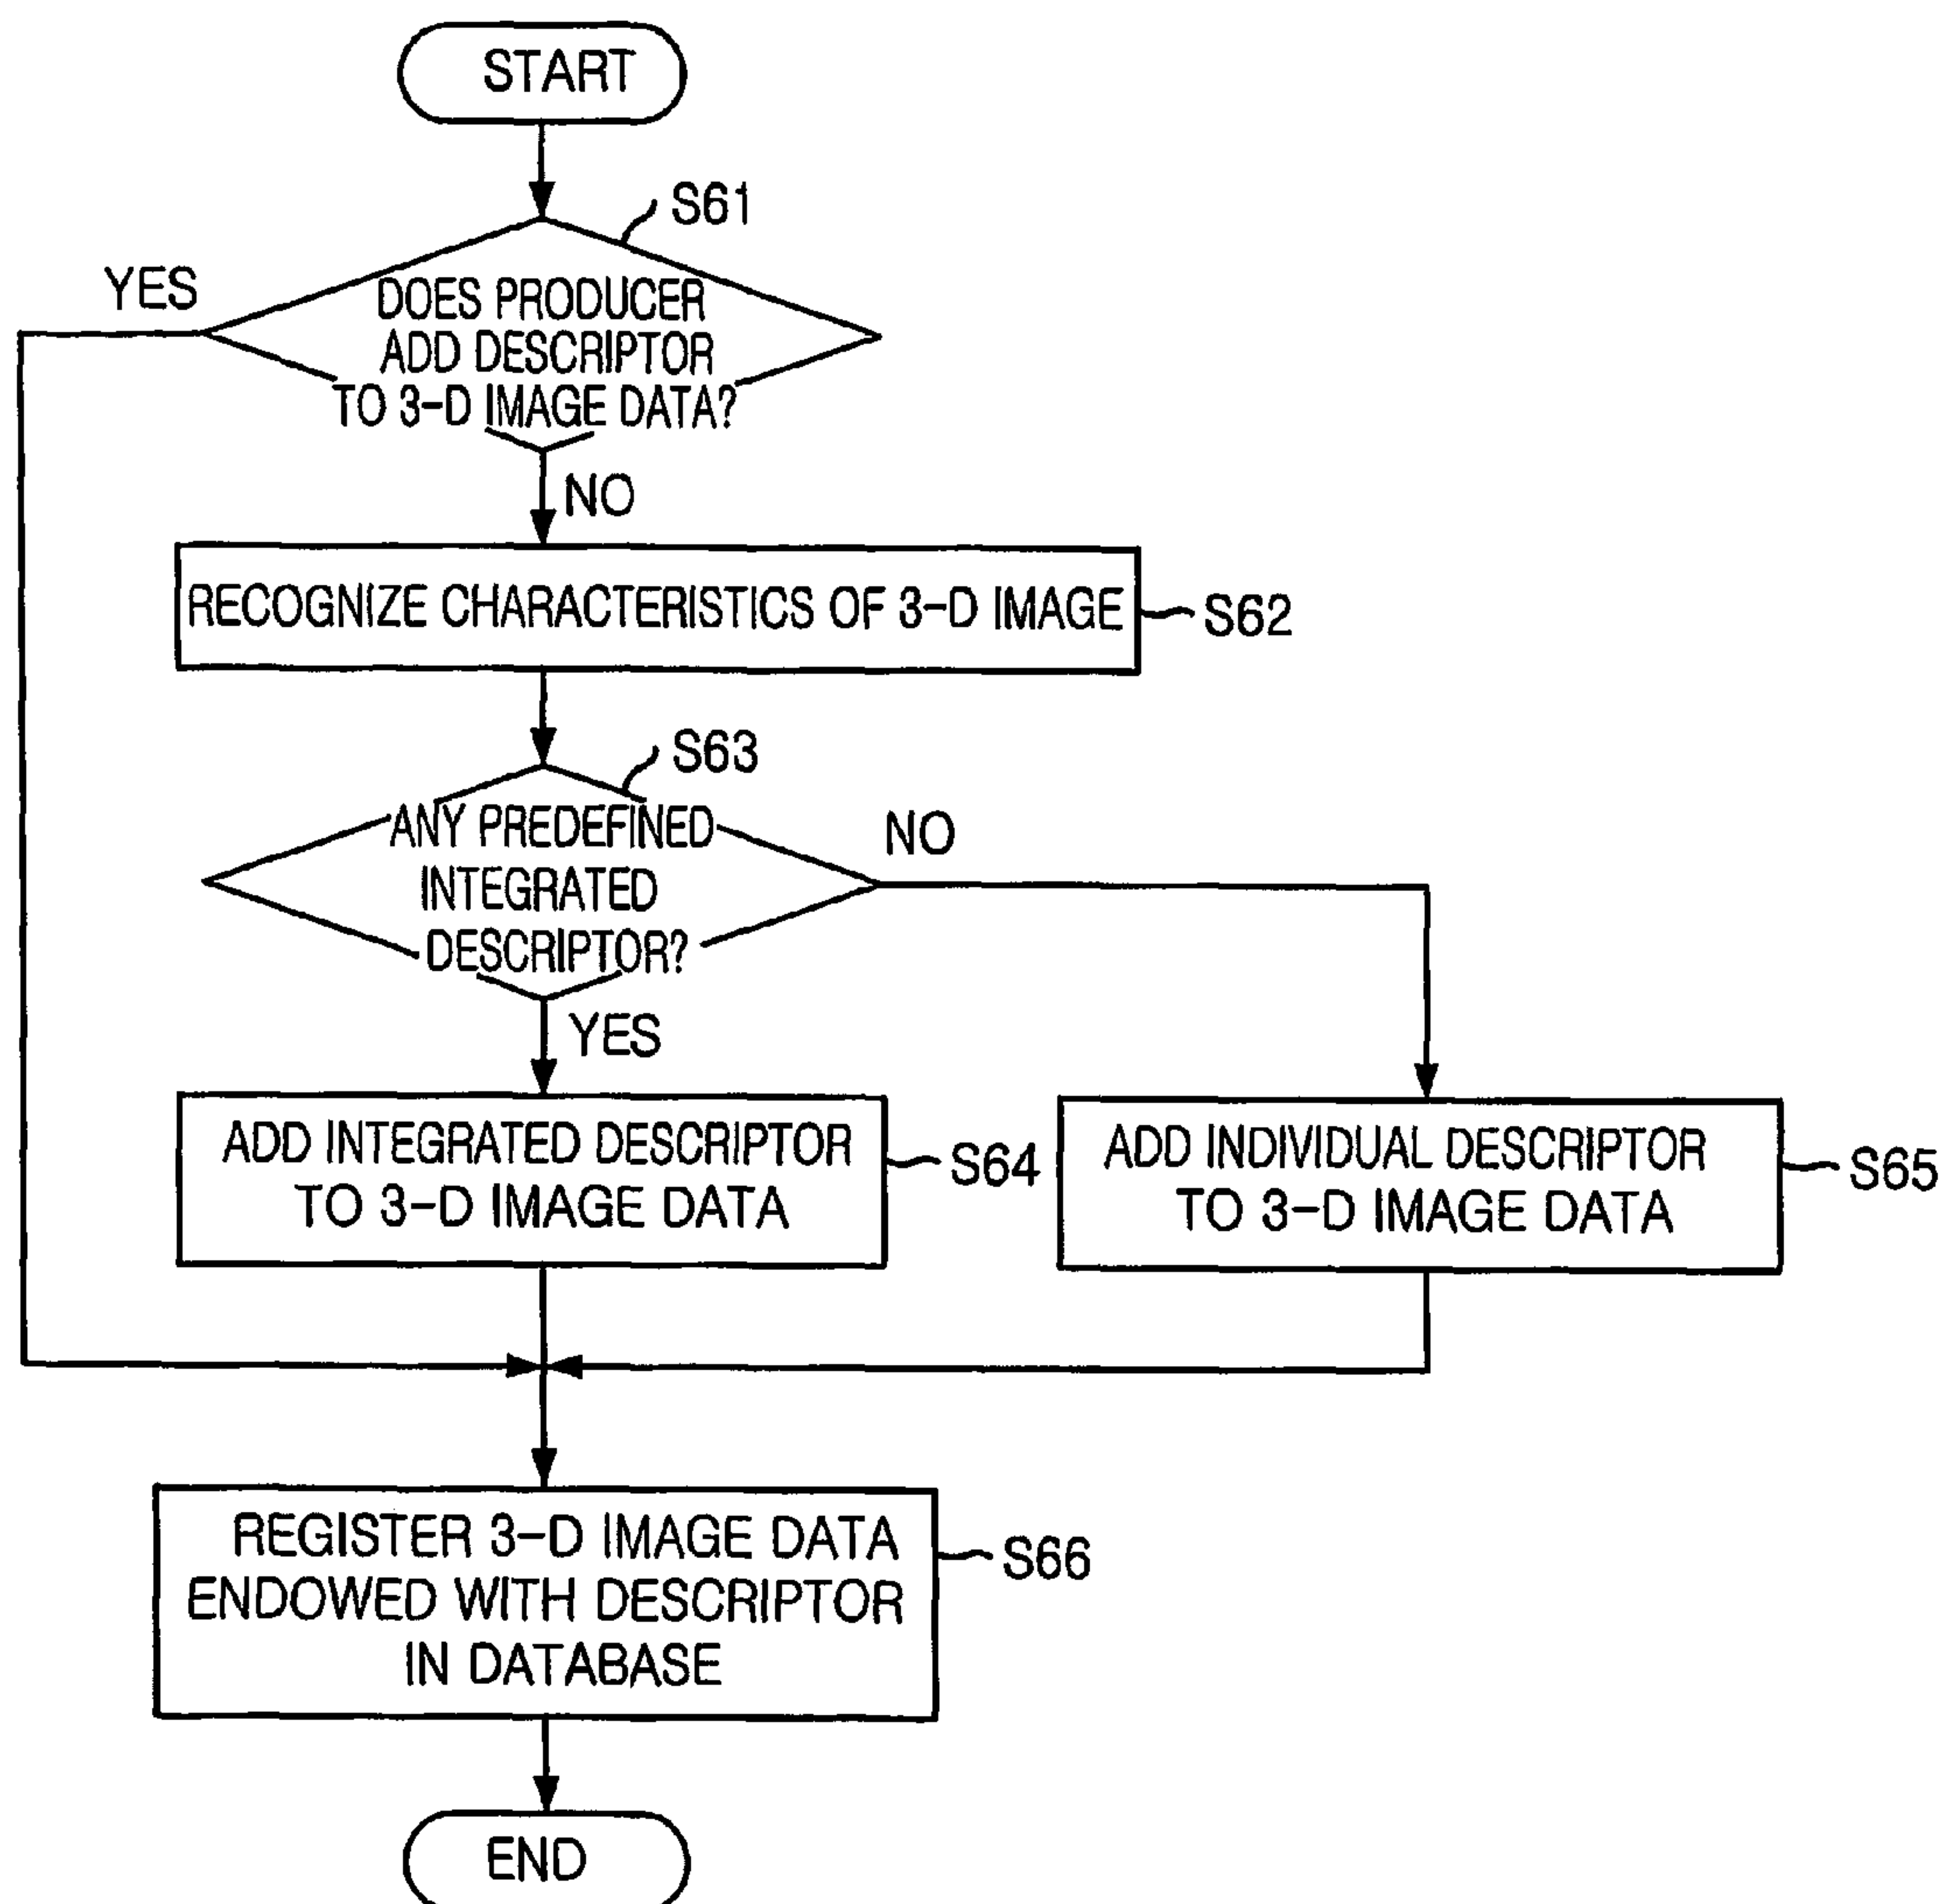 START
S61
YES
DOES PRODUCER
ADD DESCRIPTOR
TO 3-D IMAGE DATA?
NO
RECOGNIZE CHARACTERISTICS OF 3-D IMAGE
S62
S63
ANY PREDEFINED
INTEGRATED
DESCRIPTOR?
NO
YES
ADD INTEGRATED DESCRIPTOR
TO 3-D IMAGE DATA
S64
ADD INDIVIDUAL DESCRIPTOR
TO 3-D IMAGE DATA
S65
REGISTER 3-D IMAGE DATA
ENDOWED WITH DESCRIPTOR
IN DATABASE
S66
END